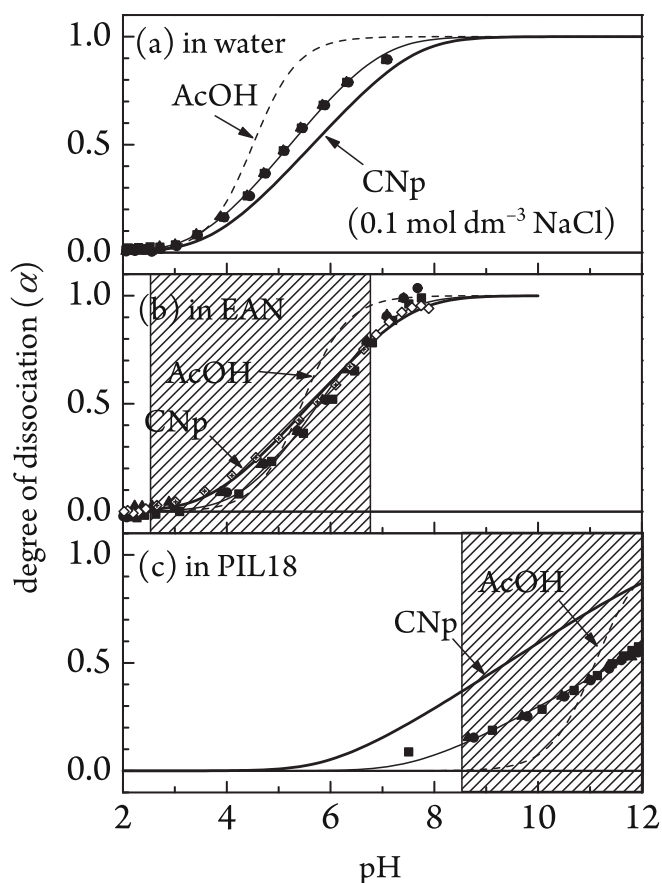 (a) in water
AcOH
CNp
(0.1 mol dm⁻³ NaCl)
1.0
0.5
0.0
(b) in EAN
AcOH
CNp
1.0
0.5
0.0
(c) in PIL18
AcOH
CNp
1.0
0.5
0.0
degree of dissociation (α)
2 4 6 8 10 12
pH